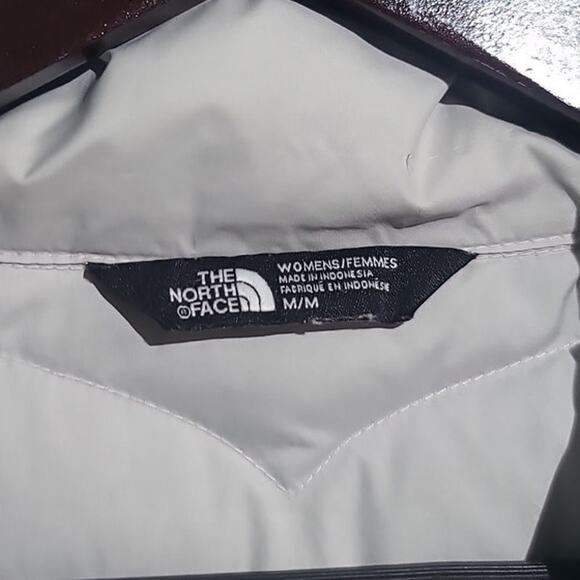 THE
NORTH
FACE
WOMENS/FEMMES
MADE IN INDONESIA
FABRIQUÉ EN INDONÉSIE
M/M